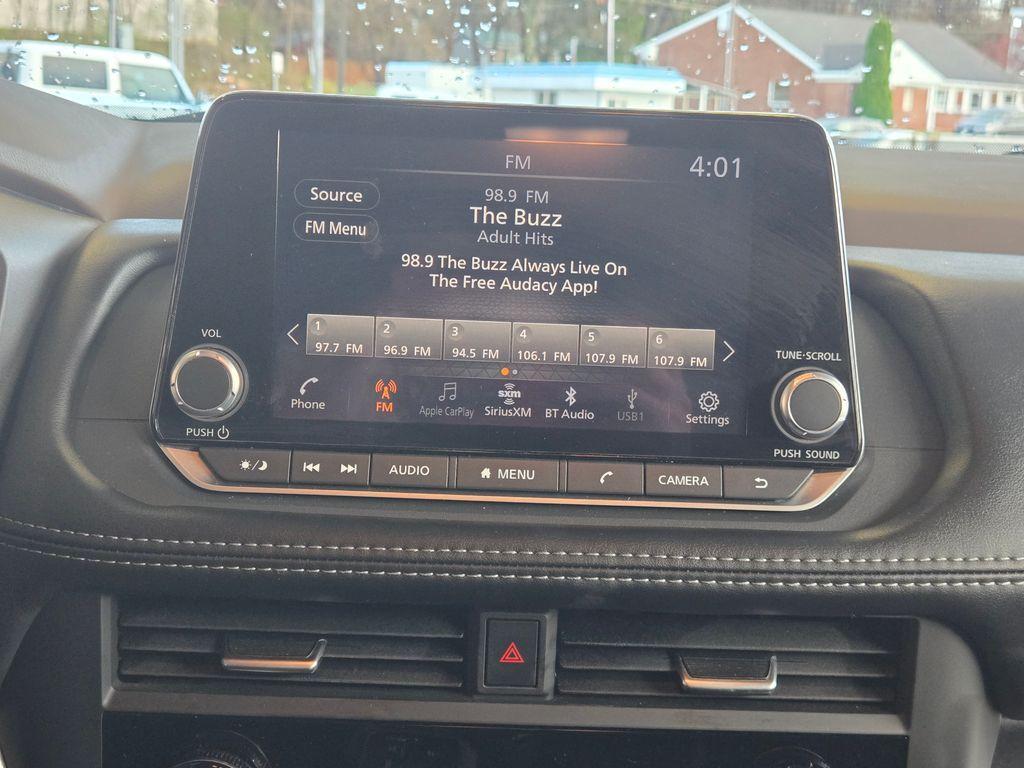 FM
4:01
Source
FM Menu
98.9 FM
The Buzz
Adult Hits
98.9 The Buzz Always Live On
The Free Audacy App!
1 2 3 4 5 6
97.7 FM 96.9 FM 94.5 FM 106.1 FM 107.9 FM 107.9 FM
Phone
FM
Apple CarPlay
sxm
SiriusXM
BT Audio
USB1
Settings
VOL
PUSH
TUNE·SCROLL
PUSH SOUND
AUDIO
MENU
CAMERA